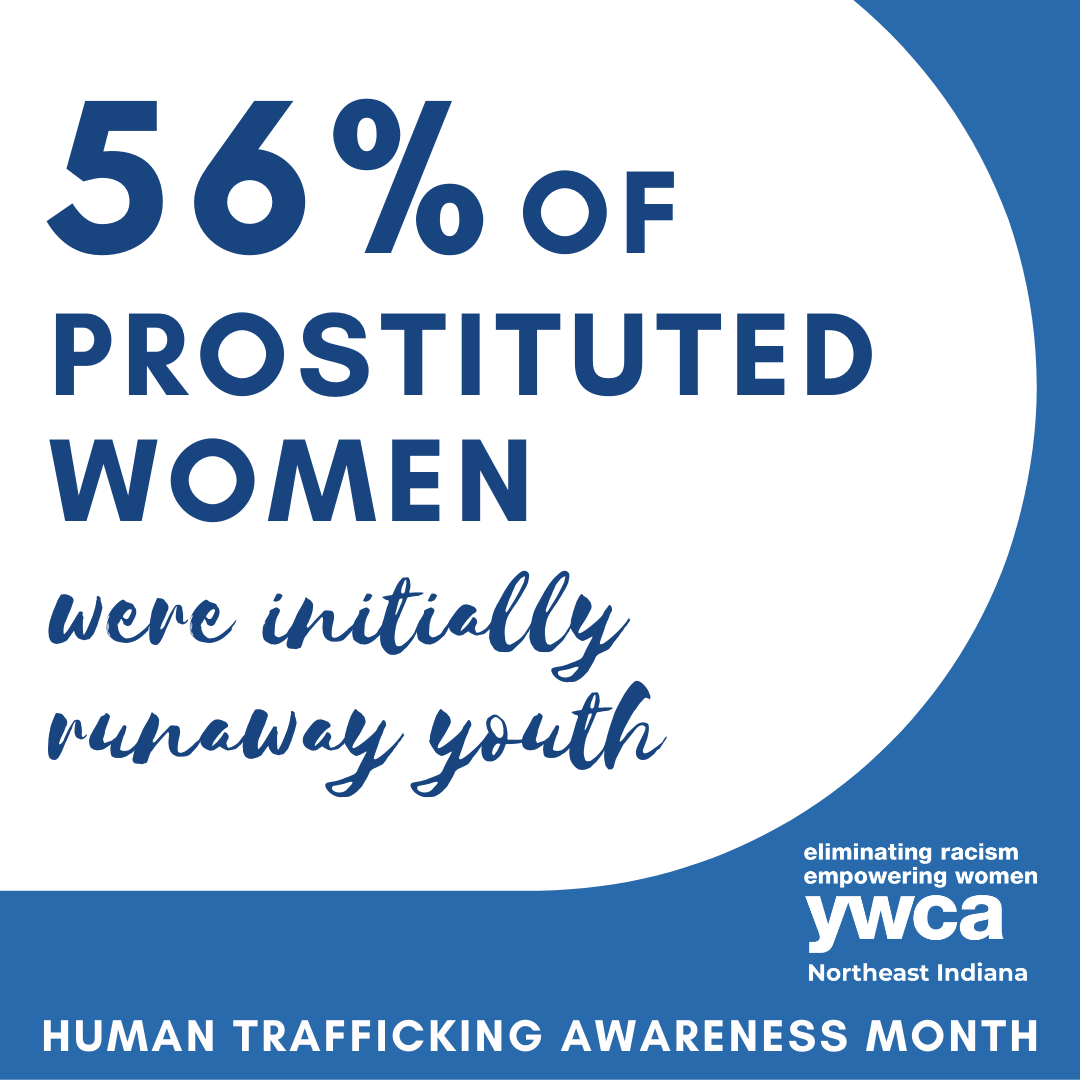 56% OF
PROSTITUTED
WOMEN
were initially
runaway youth
eliminating racism
empowering women
ywca
Northeast Indiana
HUMAN TRAFFICKING AWARENESS MONTH